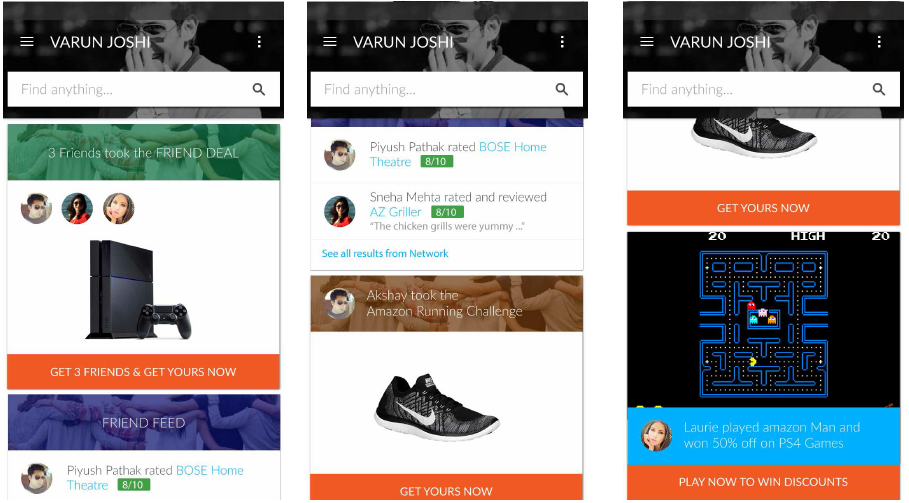 VARUN JOSHI
Find anything...
3 Friends took the FRIEND DEAL
GET 3 FRIENDS & GET YOURS NOW
FRIEND FEED
Piyush Pathak rated BOSE Home
Theatre 8/10
VARUN JOSHI
Find anything...
Piyush Pathak rated BOSE Home
Theatre 8/10
Sneha Mehta rated and reviewed
AZ Griller 8/10
“The chicken grills were yummy ...”
See all results from Network
Akshay took the
Amazon Running Challenge
GET YOURS NOW
VARUN JOSHI
Find anything...
GET YOURS NOW
20 HIGH 20
Laurie played amazon Man and
won 50% off on PS4 Games
PLAY NOW TO WIN DISCOUNTS